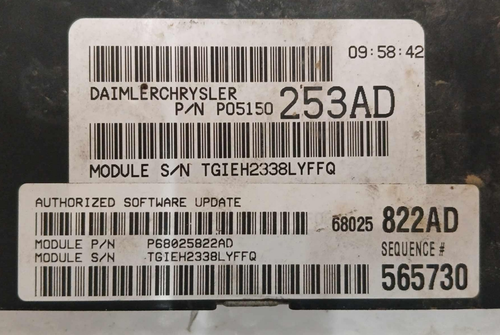 09:58:42
DAIMLERCHRYSLER
P/N P05150 253AD
MODULE S/N TGIEH2338LYFFQ
AUTHORIZED SOFTWARE UPDATE
68025 822AD
MODULE P/N P68025822AD
SEQUENCE #
MODULE S/N TGIEH2338LYFFQ
565730